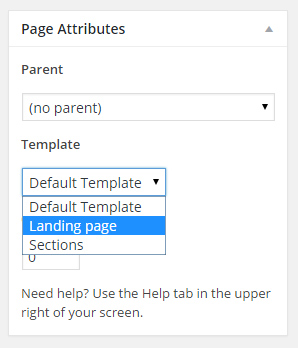 Page Attributes
Parent
(no parent)
Template
Default Template
Default Template
Landing page
Sections
0
Need help? Use the Help tab in the upper
right of your screen.